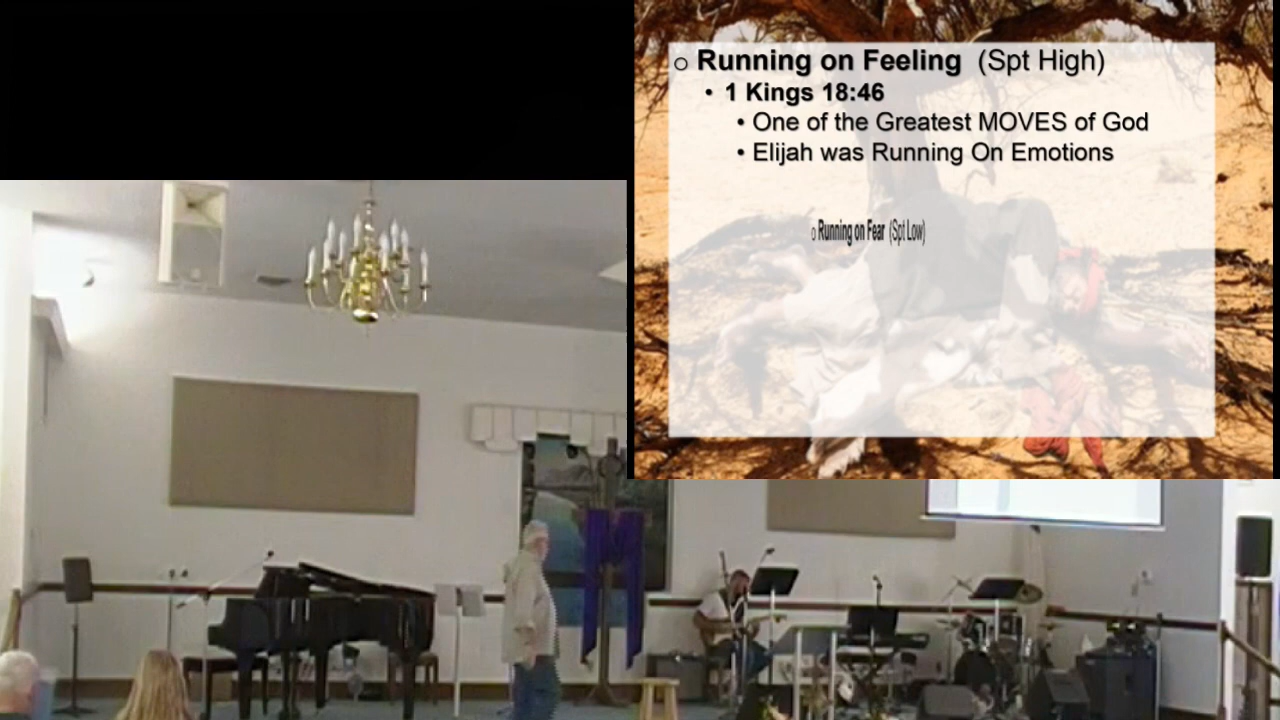 o Running on Feeling (Spt High)
• 1 Kings 18:46
• One of the Greatest MOVES of God
• Elijah was Running On Emotions
o Running on Fear (Spt Low)